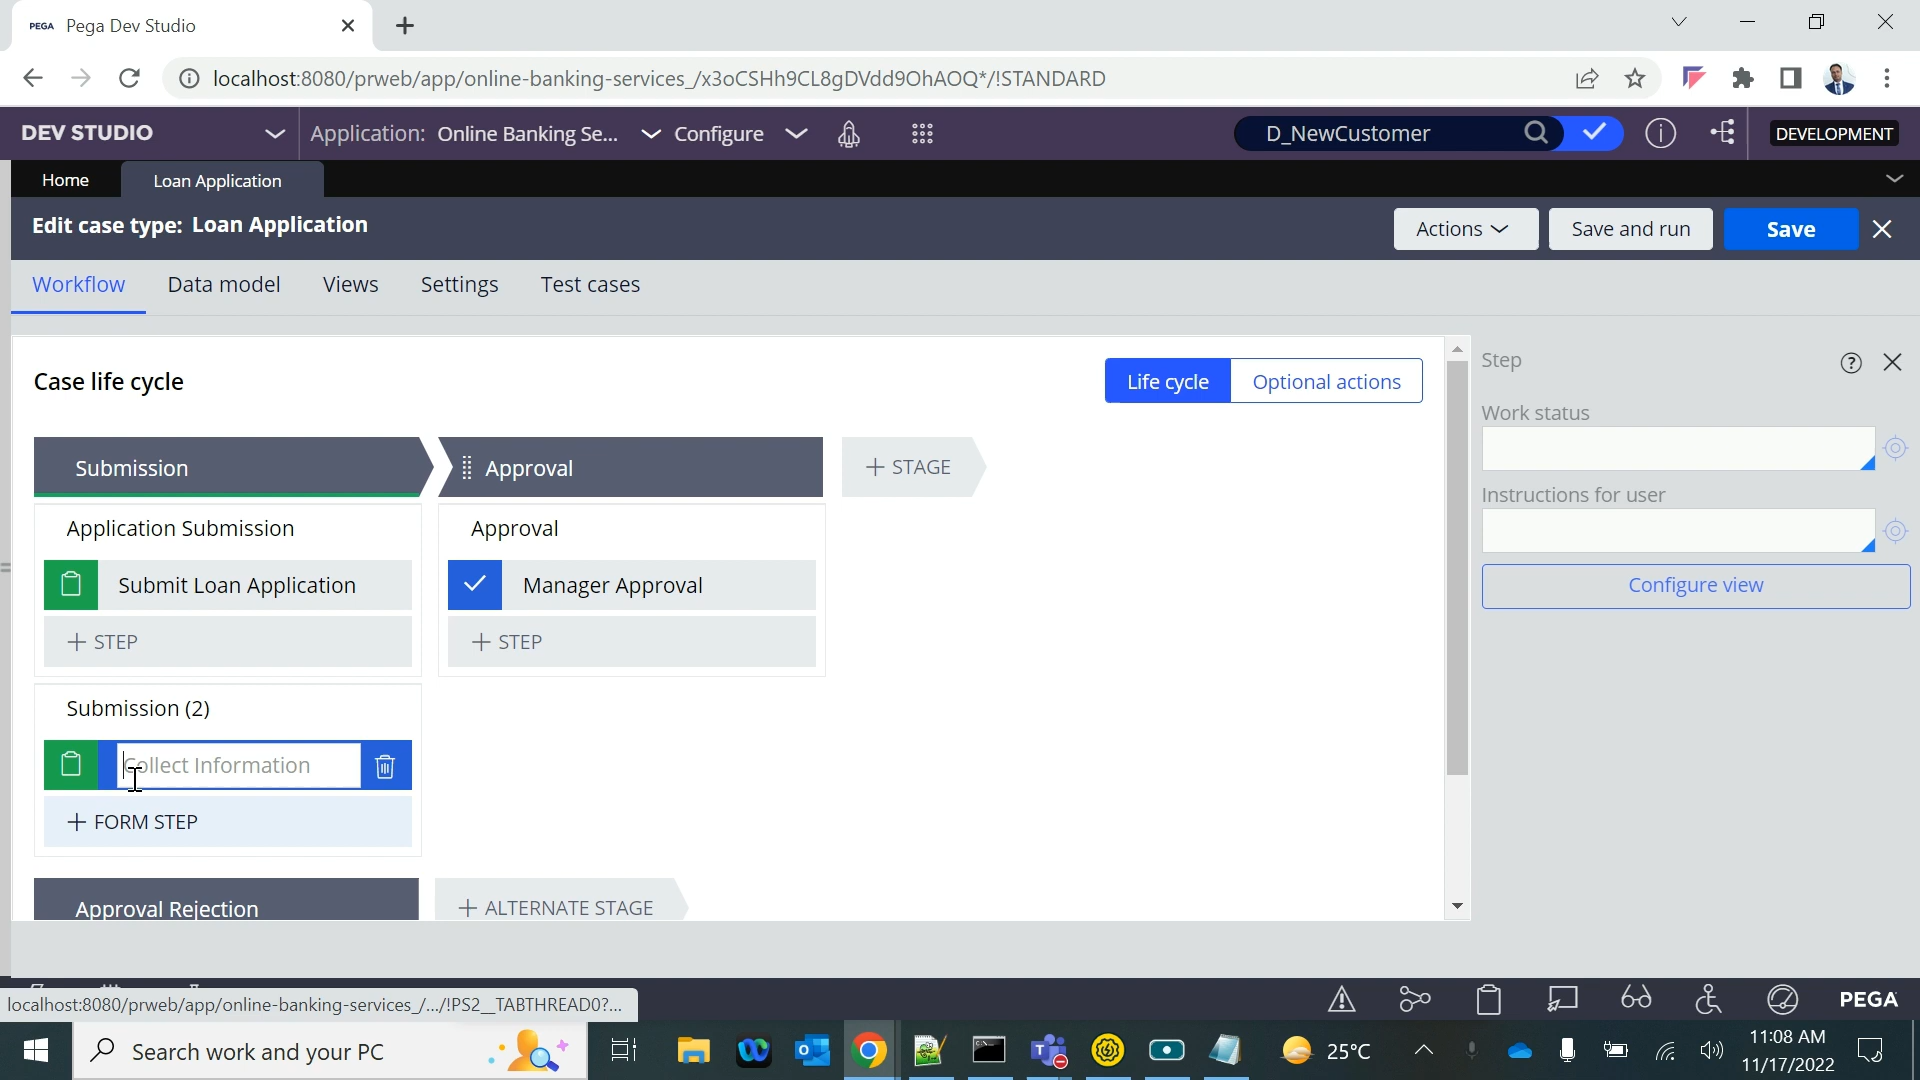 PEGA Pega Dev Studio
localhost:8080/prweb/app/online-banking-services_/x3oCSHh9CL8gDVdd9OhAOQ*/!STANDARD
DEV STUDIO Application: Online Banking Se... Configure D_NewCustomer DEVELOPMENT
Home Loan Application
Edit case type: Loan Application Actions Save and run Save
Workflow Data model Views Settings Test cases
Case life cycle Life cycle Optional actions
Step
Work status
Instructions for user
Configure view
Submission Approval + STAGE
Application Submission Approval
Submit Loan Application Manager Approval
+ STEP + STEP
Submission (2)
Collect Information
+ FORM STEP
Approval Rejection + ALTERNATE STAGE
localhost:8080/prweb/app/online-banking-services_/.../!PS2__TABTHREAD0?... PEGA
Search work and your PC 25°C 11:08 AM
11/17/2022